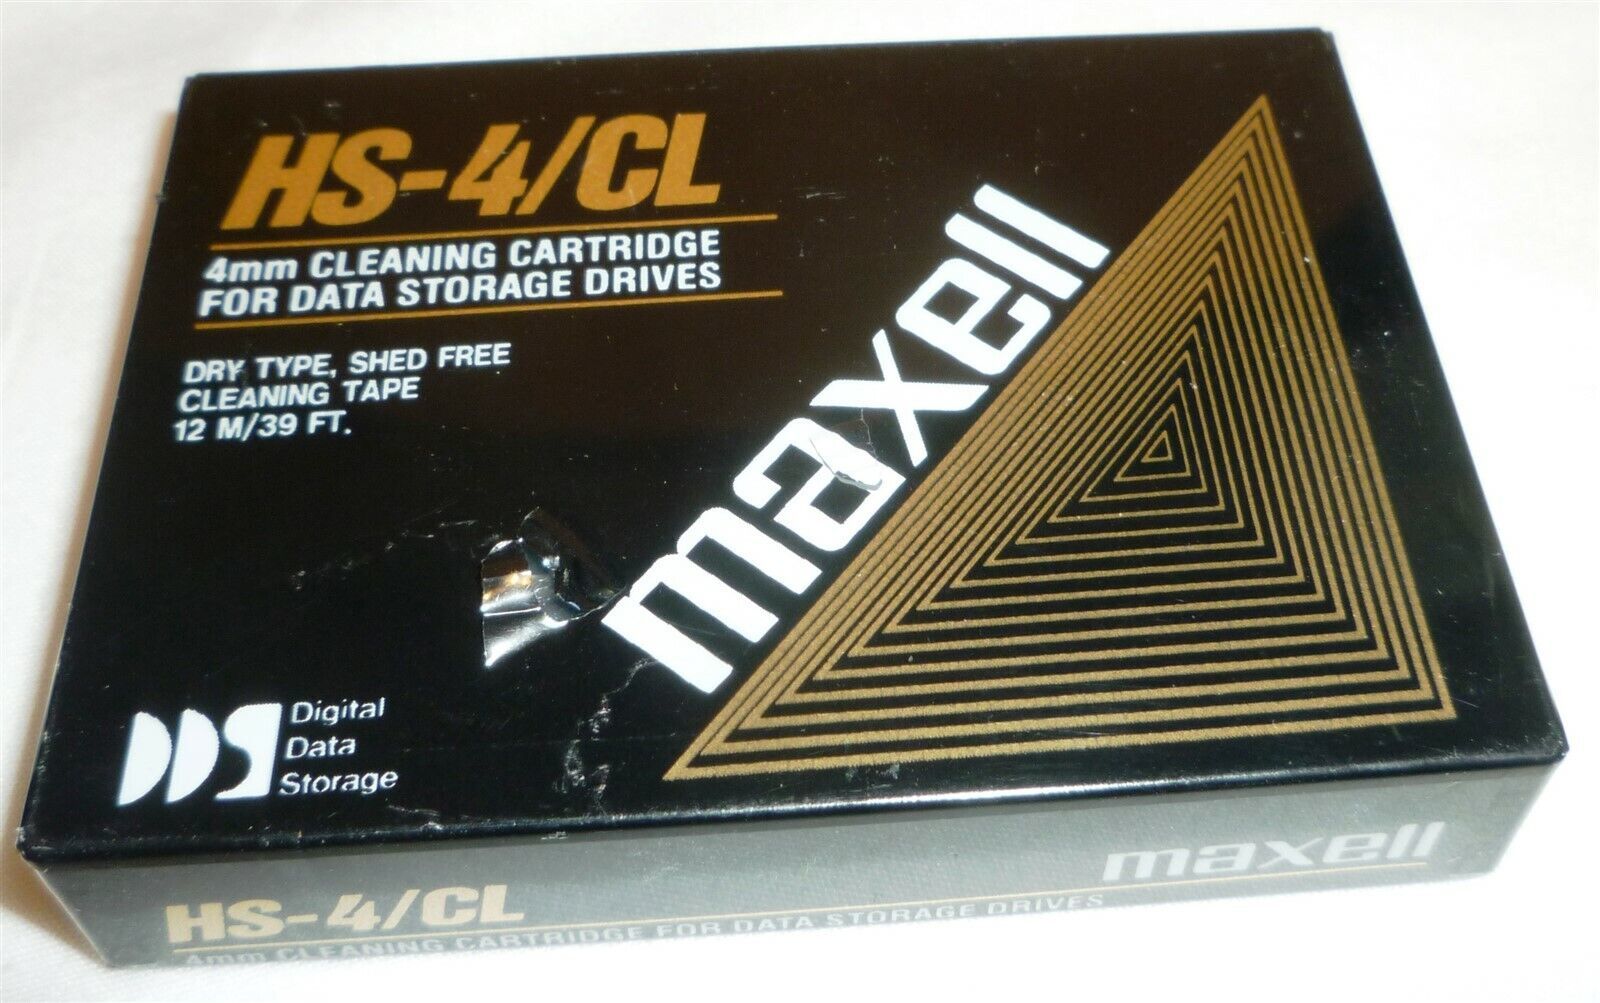 HS-4/CL
4mm CLEANING CARTRIDGE
FOR DATA STORAGE DRIVES
DRY TYPE, SHED FREE
CLEANING TAPE
12 M/39 FT.
maxell
DDS
Digital
Data
Storage
HS-4/CL
maxell
4mm CLEANING CARTRIDGE FOR DATA STORAGE DRIVES